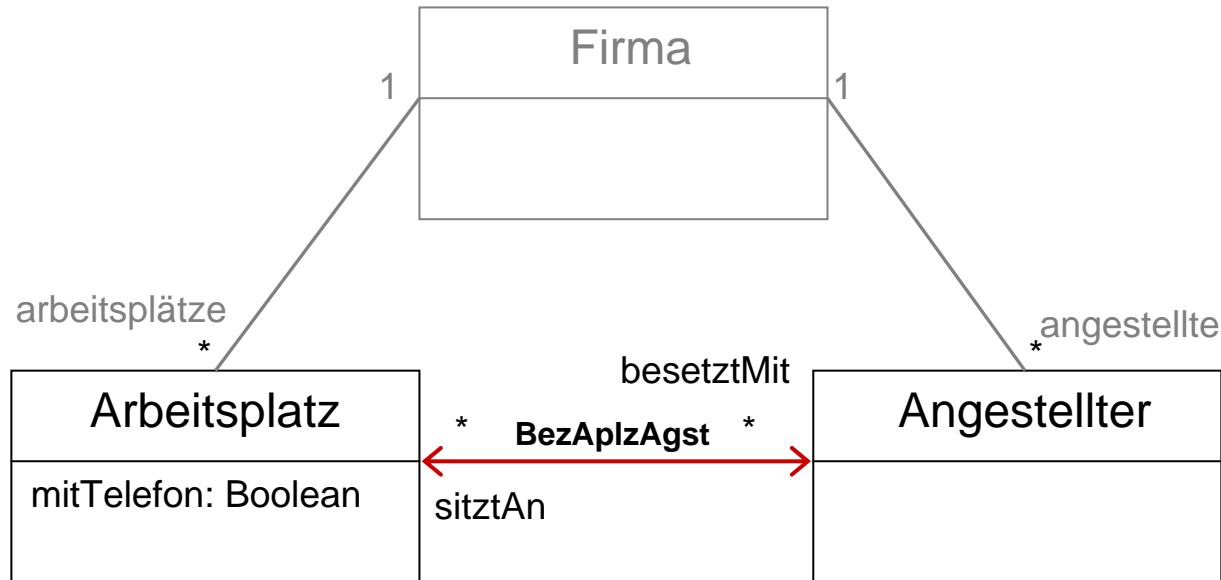 Firma
1
1
arbeitsplätze
*
angestellte
*
besetztMit
Arbeitsplatz
* BezAplzAgst *
Angestellter
mitTelefon: Boolean
sitztAn